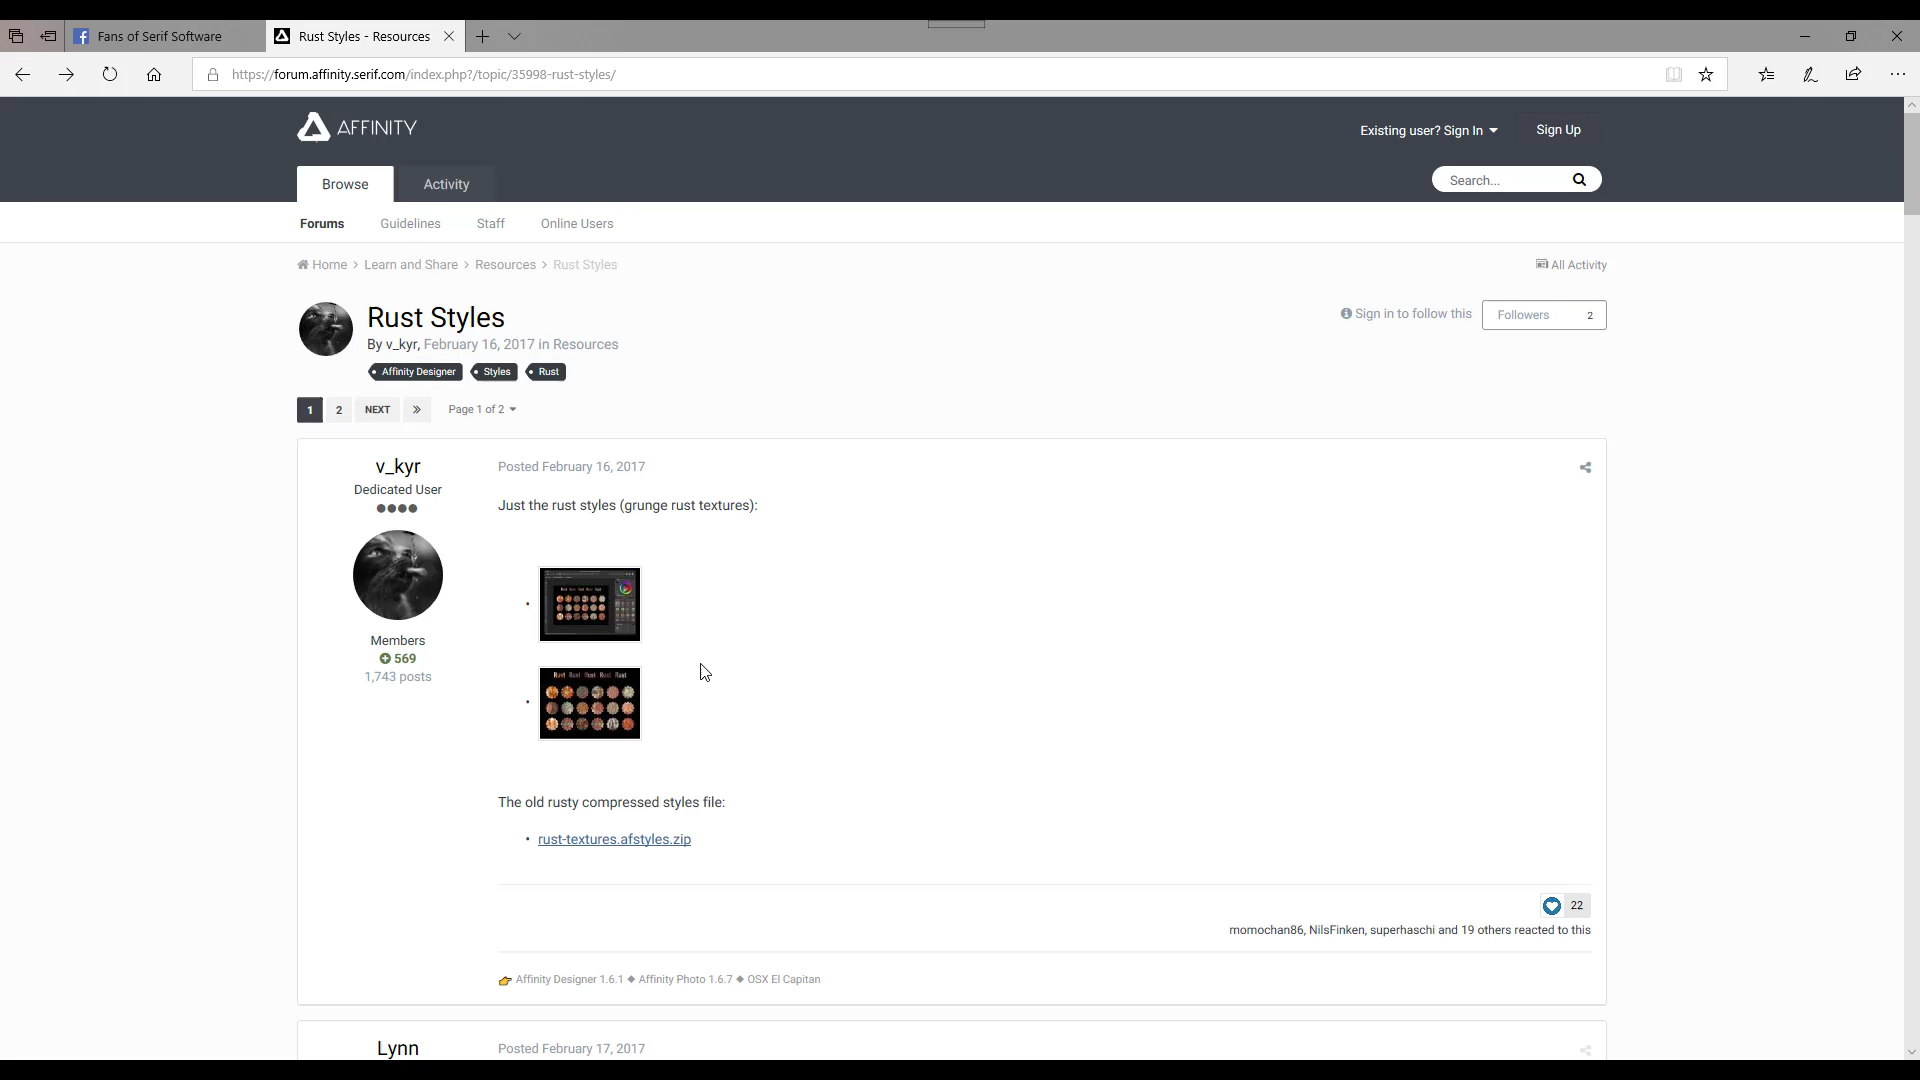 Fans of Serif Software
Rust Styles - Resources
https://forum.affinity.serif.com/index.php?/topic/35998-rust-styles/
AFFINITY
Existing user? Sign In
Sign Up
Browse
Activity
Search...
Forums
Guidelines
Staff
Online Users
Home > Learn and Share > Resources > Rust Styles
All Activity
Rust Styles
By v_kyr, February 16, 2017 in Resources
Sign in to follow this
Followers 2
Affinity Designer
Styles
Rust
1 2 NEXT » Page 1 of 2
v_kyr
Dedicated User
Members
569
1,743 posts
Posted February 16, 2017
Just the rust styles (grunge rust textures):
Rust Rust Rust Rust Rust
The old rusty compressed styles file:
• rust-textures.afstyles.zip
22
momochan86, NilsFinken, superhaschi and 19 others reacted to this
Affinity Designer 1.6.1 ◆ Affinity Photo 1.6.7 ◆ OSX El Capitan
Lynn
Posted February 17, 2017